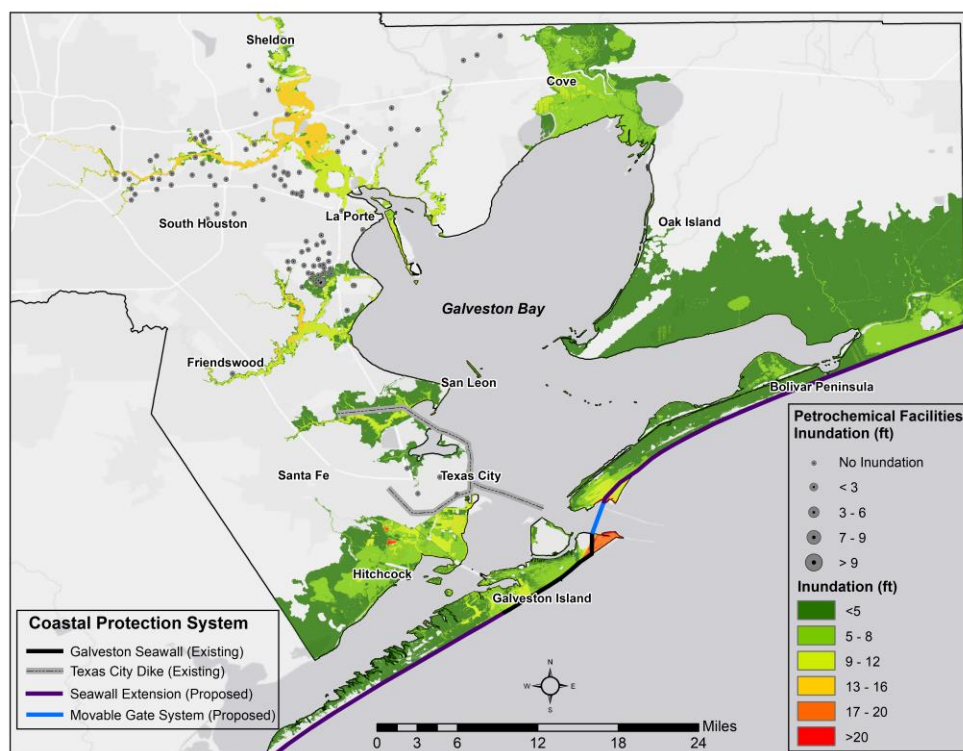 Sheldon
Cove
South Houston
La Porte
Oak Island
Galveston Bay
Friendswood
San Leon
Bolivar Peninsula
Santa Fe
Texas City
Hitchcock
Galveston Island
Petrochemical Facilities
Inundation (ft)
No Inundation
< 3
3 - 6
7 - 9
> 9
Inundation (ft)
<5
5 - 8
9 - 12
13 - 16
17 - 20
>20
Coastal Protection System
Galveston Seawall (Existing)
Texas City Dike (Existing)
Seawall Extension (Proposed)
Movable Gate System (Proposed)
N
W E
S
Miles
0 3 6 12 18 24